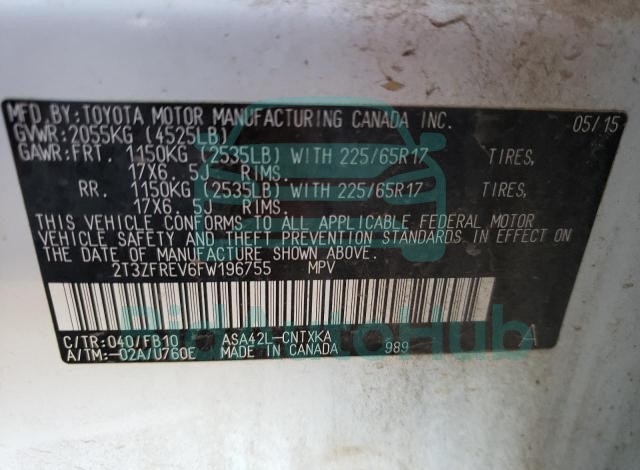 MFD. BY: TOYOTA MOTOR MANUFACTURING CANADA INC.
05/15
GVWR: 2055KG (4525LB)
GAWR: FRT. 1150KG (2535LB) WITH 225/65R17 TIRES,
17X6. 5J RIMS.
RR. 1150KG (2535LB) WITH 225/65R17 TIRES,
17X6. 5J RIMS.
THIS VEHICLE CONFORMS TO ALL APPLICABLE FEDERAL MOTOR
VEHICLE SAFETY AND THEFT PREVENTION STANDARDS IN EFFECT ON
THE DATE OF MANUFACTURE SHOWN ABOVE.
2T3ZFREV6FW196755 MPV
C/TR: 040/FB10 ASA42L-CNTXKA A
A/TM: -02A/U760E MADE IN CANADA 989
BidAutoHub